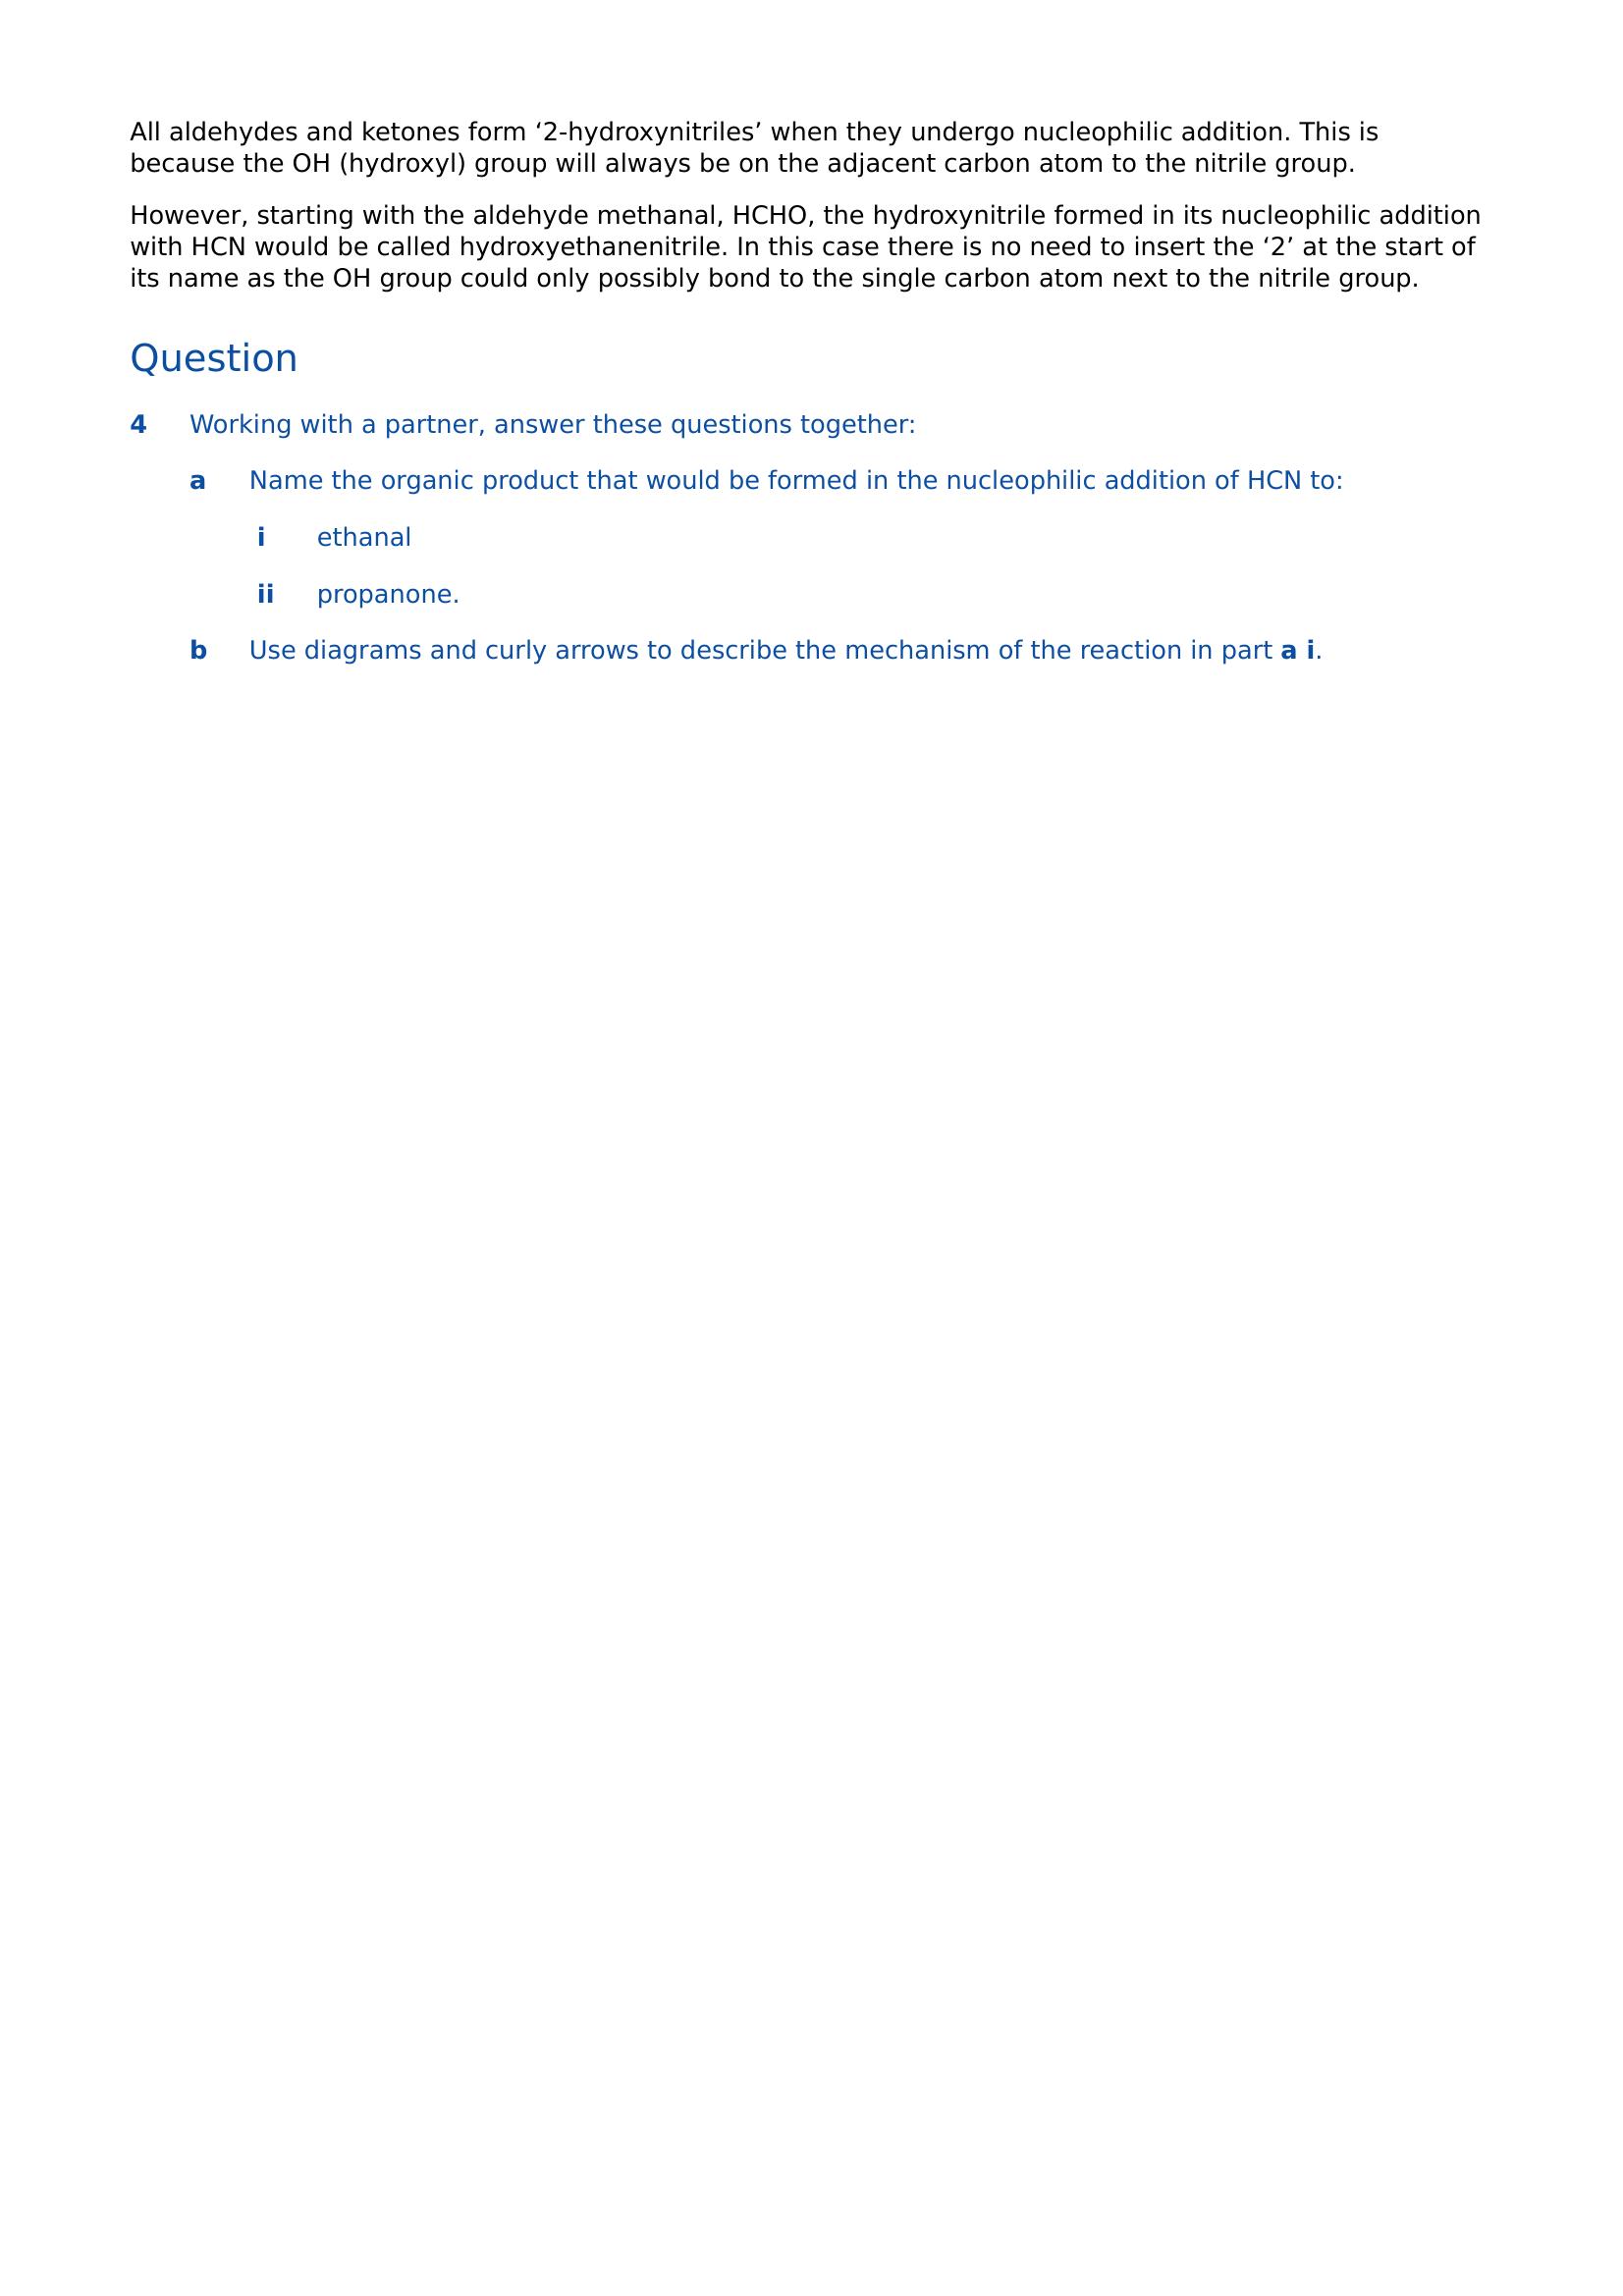 All aldehydes and ketones form ‘2-hydroxynitriles’ when they undergo nucleophilic addition. This is
because the OH (hydroxyl) group will always be on the adjacent carbon atom to the nitrile group.
However, starting with the aldehyde methanal, HCHO, the hydroxynitrile formed in its nucleophilic addition
with HCN would be called hydroxyethanenitrile. In this case there is no need to insert the ‘2’ at the start of
its name as the OH group could only possibly bond to the single carbon atom next to the nitrile group.
Question
4 Working with a partner, answer these questions together:
a Name the organic product that would be formed in the nucleophilic addition of HCN to:
i ethanal
ii propanone.
b Use diagrams and curly arrows to describe the mechanism of the reaction in part a i.